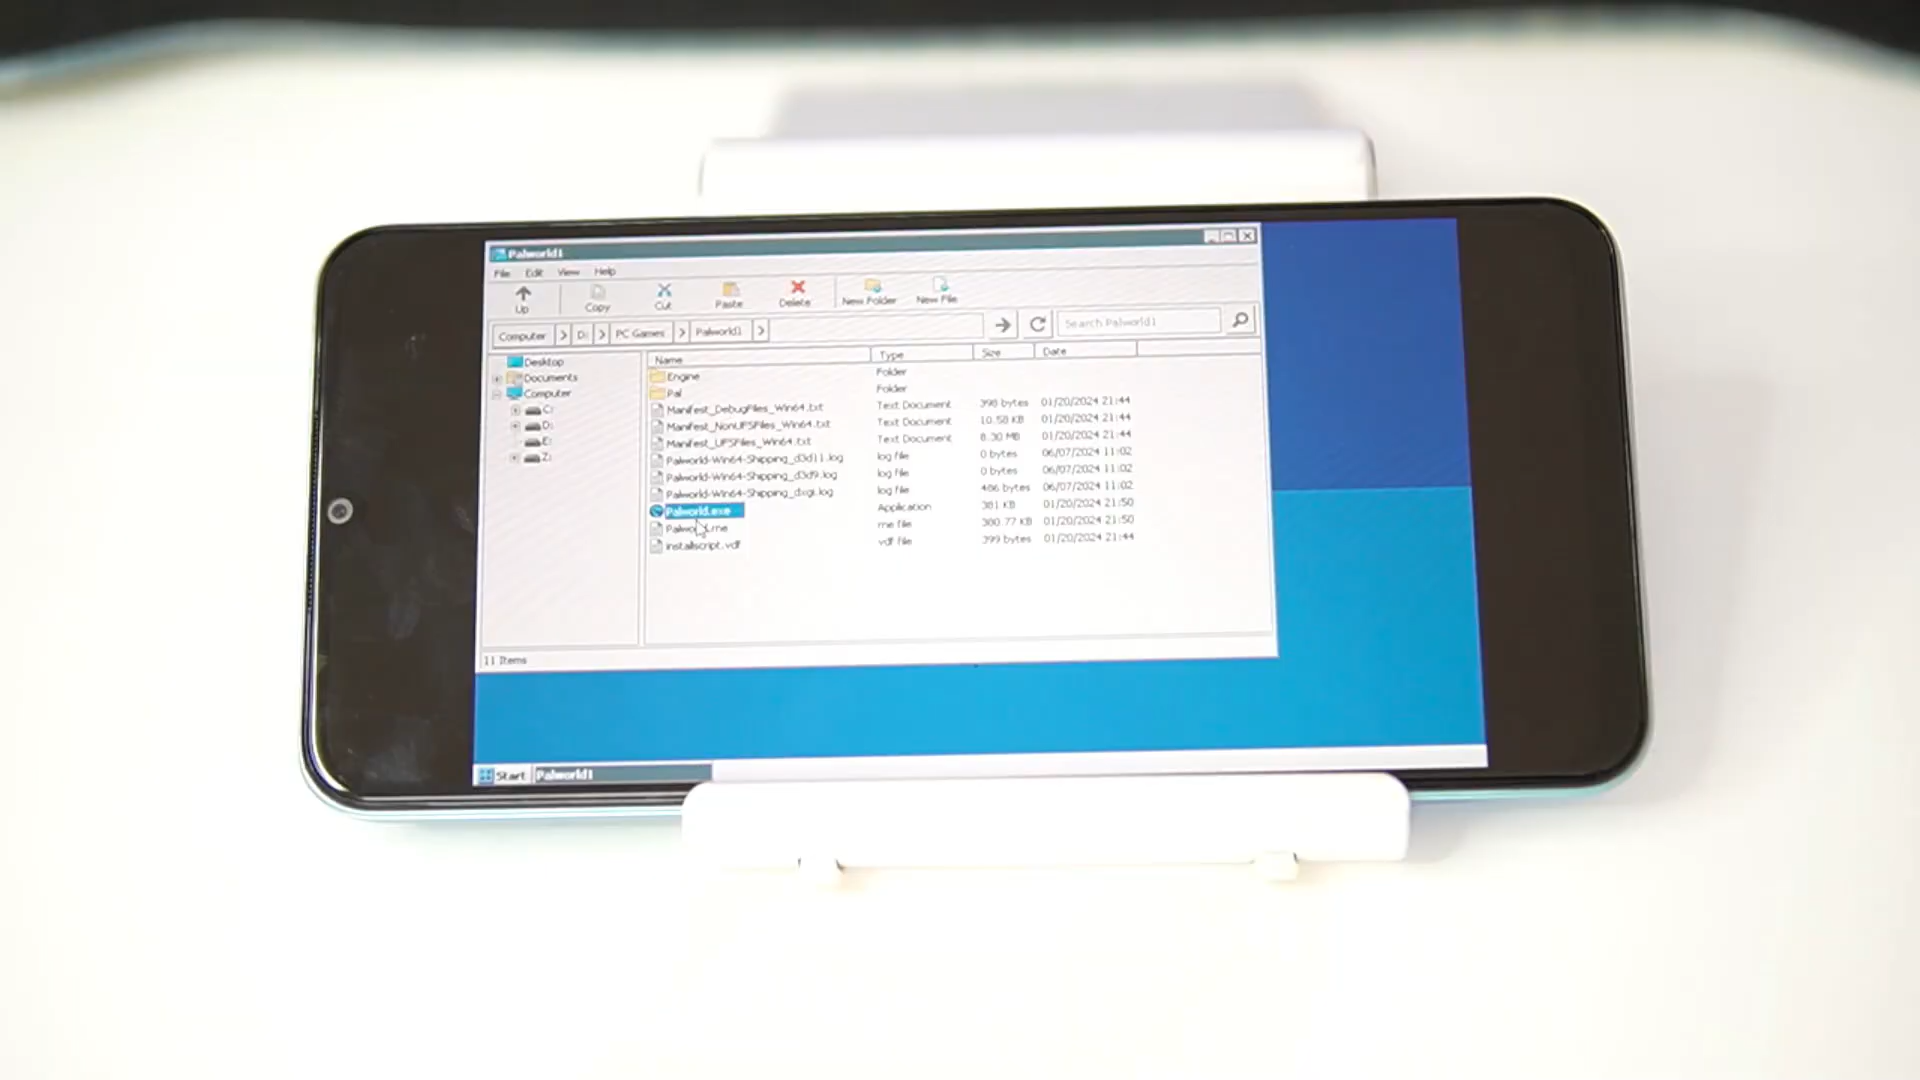 Palworld1
File Edit View Help
Up Copy Cut Paste Delete New Folder New File
Computer D: PC Games Palworld1 Search Palworld1
Name Type Size Date
Desktop
Documents
Computer
C:
D:
E:
Z:
Engine Folder
Pal Folder
Manifest_DebugFiles_Win64.txt Text Document 398 bytes 01/20/2024 21:44
Manifest_NonUFSFiles_Win64.txt Text Document 10.58 KB 01/20/2024 21:44
Manifest_UFSFiles_Win64.txt Text Document 8.30 MB 01/20/2024 21:44
Palworld-Win64-Shipping_d3d11.log log file 0 bytes 06/07/2024 11:02
Palworld-Win64-Shipping_d3d9.log log file 0 bytes 06/07/2024 11:02
Palworld-Win64-Shipping_dxgi.log log file 486 bytes 06/07/2024 11:02
Palworld.exe Application 381 KB 01/20/2024 21:50
rne file 380.77 KB 01/20/2024 21:50
installscript.vdf vdf file 399 bytes 01/20/2024 21:44
11 Items
Start Palworld1